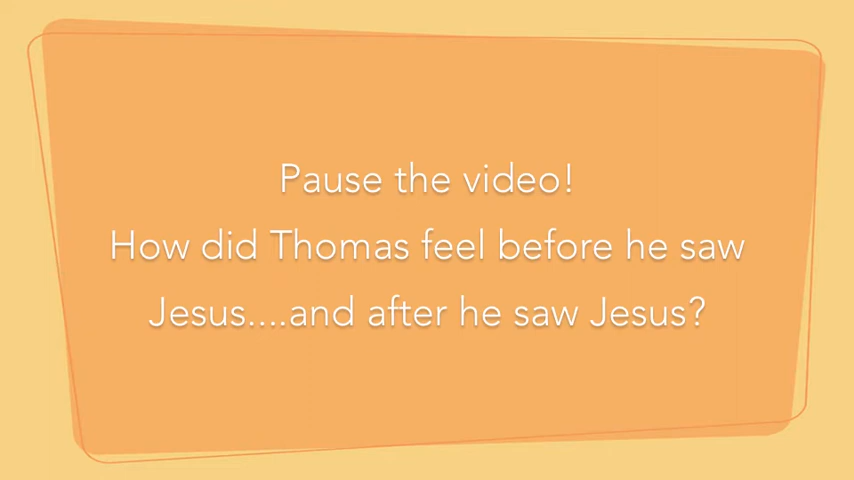 Pause the video!
How did Thomas feel before he saw
Jesus....and after he saw Jesus?